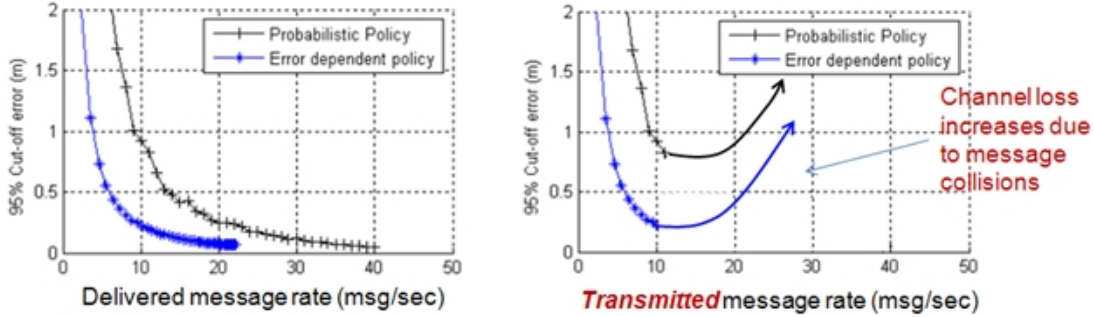 95% Cut-off error (m)
2
1.5
1
0.5
0
0 10 20 30 40 50
Probabilistic Policy
Error dependent policy
Delivered message rate (msg/sec)
95% Cut-off error (m)
2
1.5
1
0.5
0
0 10 20 30 40 50
Probabilistic Policy
Error dependent policy
Channel loss
increases due
to message
collisions
Transmitted message rate (msg/sec)